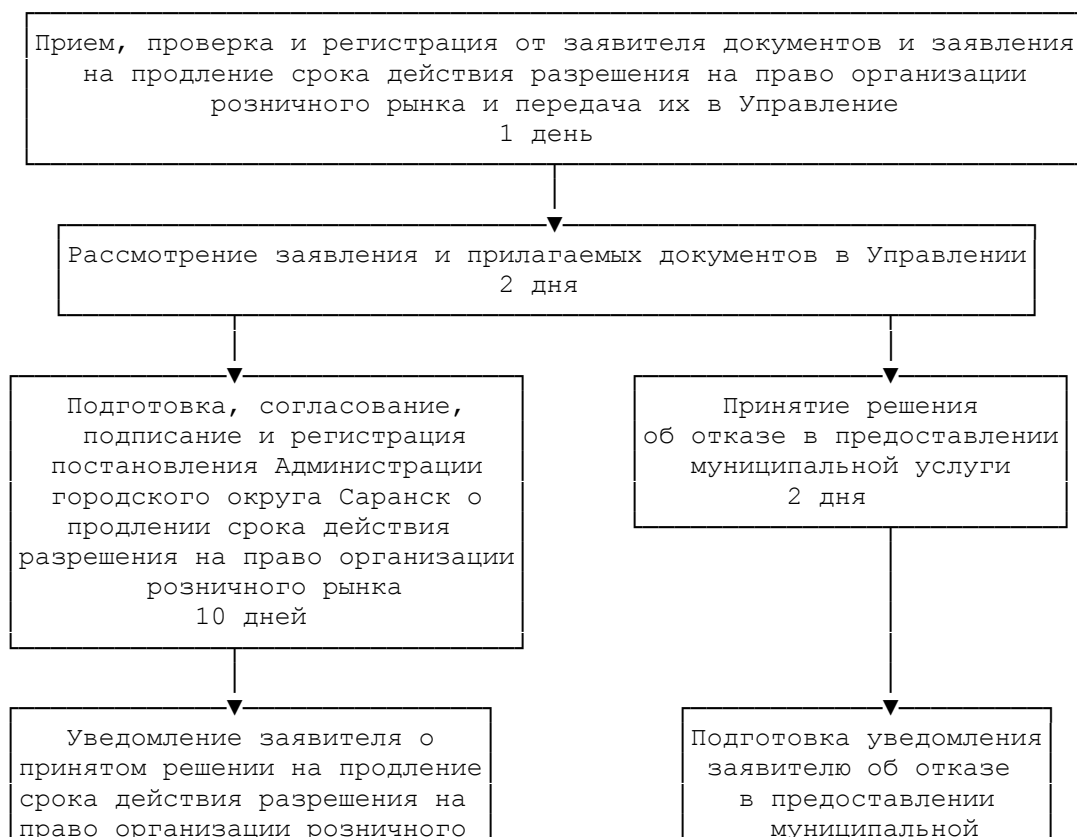 Прием, проверка и регистрация от заявителя документов и заявления
на продление срока действия разрешения на право организации
розничного рынка и передача их в Управление
1 день
Рассмотрение заявления и прилагаемых документов в Управлении
2 дня
Подготовка, согласование,
подписание и регистрация
постановления Администрации
городского округа Саранск о
продлении срока действия
разрешения на право организации
розничного рынка
10 дней
Принятие решения
об отказе в предоставлении
муниципальной услуги
2 дня
Уведомление заявителя о
принятом решении на продление
срока действия разрешения на
право организации розничного
Подготовка уведомления
заявителю об отказе
в предоставлении
муниципальной